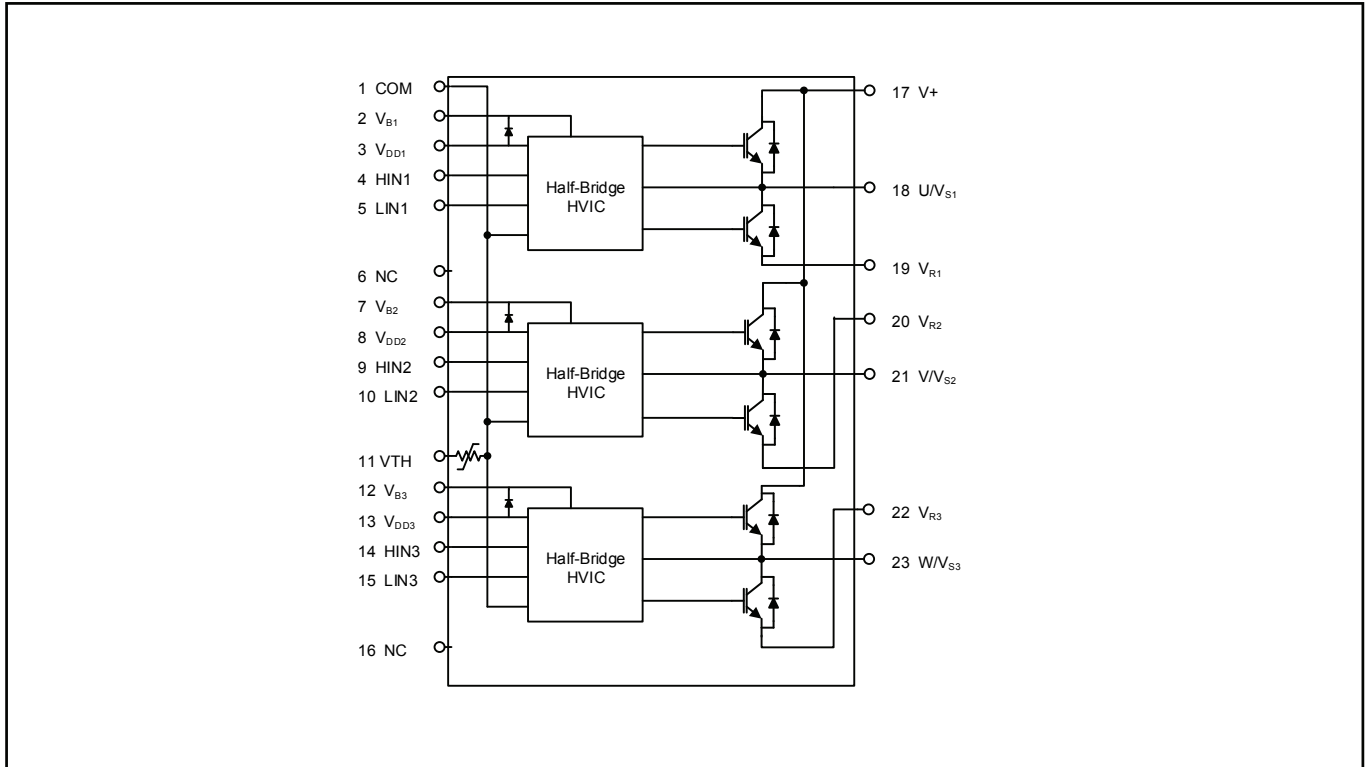 1 COM
2 VB1
3 VDD1
4 HIN1
5 LIN1
6 NC
7 VB2
8 VDD2
9 HIN2
10 LIN2
11 VTH
12 VB3
13 VDD3
14 HIN3
15 LIN3
16 NC
Half-Bridge
HVIC
Half-Bridge
HVIC
Half-Bridge
HVIC
17 V+
18 U/VS1
19 VR1
20 VR2
21 V/VS2
22 VR3
23 W/VS3